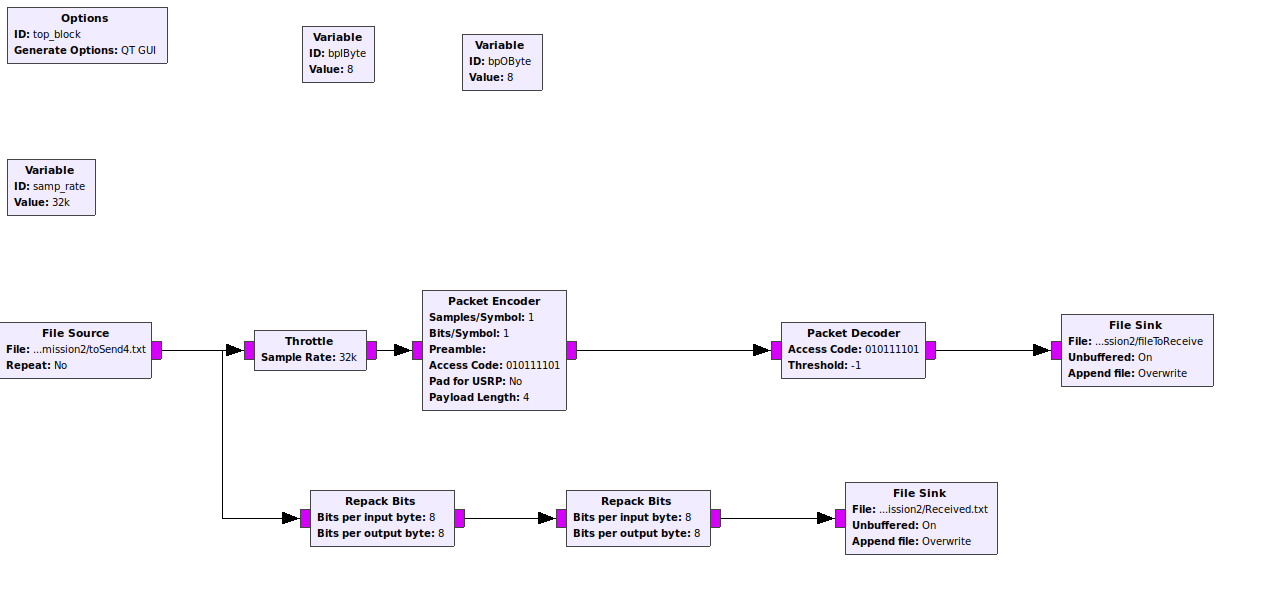 Options
ID: top_block
Generate Options: QT GUI
Variable
ID: bpIByte
Value: 8
Variable
ID: bpOByte
Value: 8
Variable
ID: samp_rate
Value: 32k
File Source
File: ...mission2/toSend4.txt
Repeat: No
Throttle
Sample Rate: 32k
Packet Encoder
Samples/Symbol: 1
Bits/Symbol: 1
Preamble:
Access Code: 010111101
Pad for USRP: No
Payload Length: 4
Packet Decoder
Access Code: 010111101
Threshold: -1
File Sink
File: ...ssion2/fileToReceive
Unbuffered: On
Append file: Overwrite
Repack Bits
Bits per input byte: 8
Bits per output byte: 8
Repack Bits
Bits per input byte: 8
Bits per output byte: 8
File Sink
File: ...ission2/Received.txt
Unbuffered: On
Append file: Overwrite